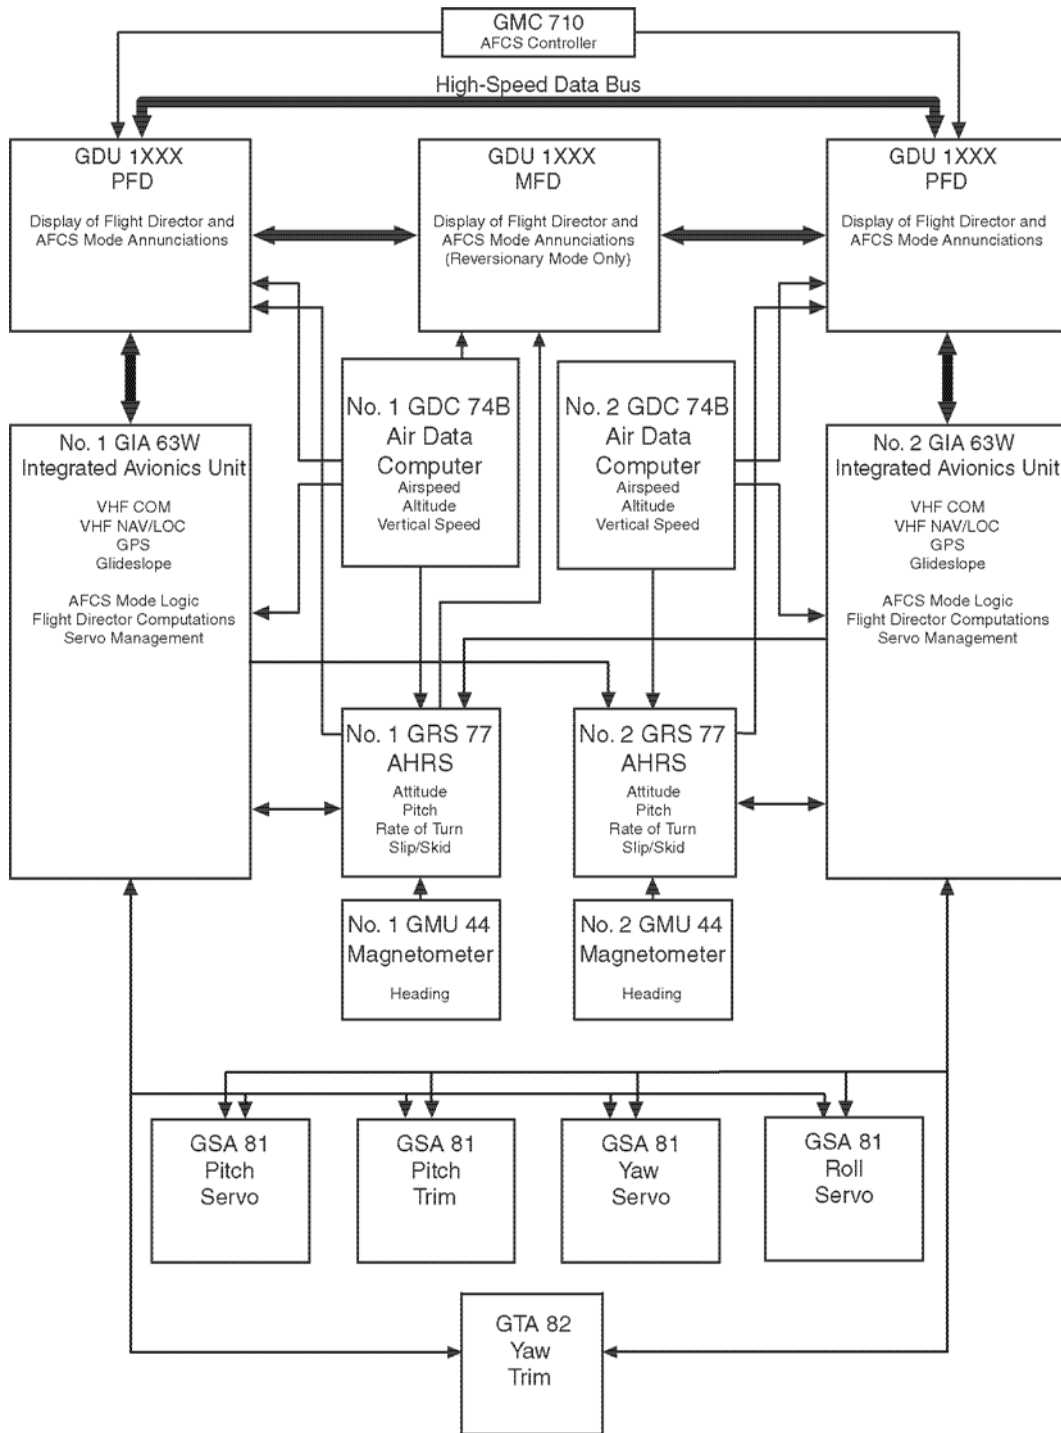 GMC 710
AFCS Controller
High-Speed Data Bus
GDU 1XXX
PFD
Display of Flight Director and
AFCS Mode Annunciations
GDU 1XXX
MFD
Display of Flight Director and
AFCS Mode Annunciations
(Reversionary Mode Only)
GDU 1XXX
PFD
Display of Flight Director and
AFCS Mode Annunciations
No. 1 GDC 74B
Air Data
Computer
Airspeed
Altitude
Vertical Speed
No. 2 GDC 74B
Air Data
Computer
Airspeed
Altitude
Vertical Speed
No. 1 GIA 63W
Integrated Avionics Unit
VHF COM
VHF NAV/LOC
GPS
Glideslope
AFCS Mode Logic
Flight Director Computations
Servo Management
No. 2 GIA 63W
Integrated Avionics Unit
VHF COM
VHF NAV/LOC
GPS
Glideslope
AFCS Mode Logic
Flight Director Computations
Servo Management
No. 1 GRS 77
AHRS
Attitude
Pitch
Rate of Turn
Slip/Skid
No. 2 GRS 77
AHRS
Attitude
Pitch
Rate of Turn
Slip/Skid
No. 1 GMU 44
Magnetometer
Heading
No. 2 GMU 44
Magnetometer
Heading
GSA 81
Pitch
Servo
GSA 81
Pitch
Trim
GSA 81
Yaw
Servo
GSA 81
Roll
Servo
GTA 82
Yaw
Trim